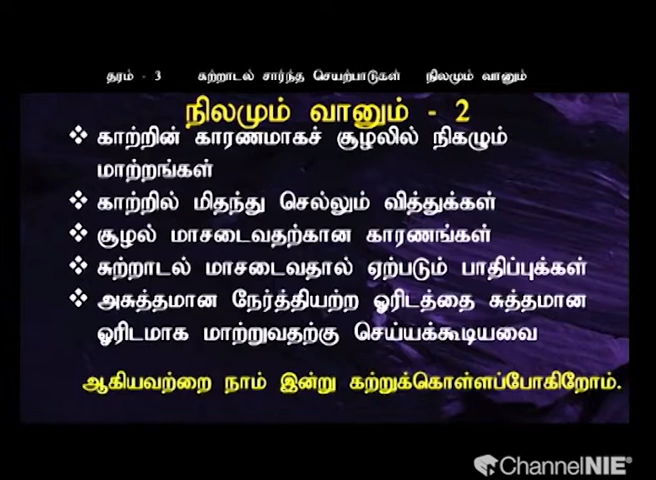 தரம் - 3 சுற்றாடல் சார்ந்த செயற்பாடுகள் நிலமும் வானும்
நிலமும் வானும் - 2
❖ காற்றின் காரணமாகச் சூழலில் நிகழும்
மாற்றங்கள்
❖ காற்றில் மிதந்து செல்லும் வித்துக்கள்
❖ சூழல் மாசடைவதற்கான காரணங்கள்
❖ சுற்றாடல் மாசடைவதால் ஏற்படும் பாதிப்புக்கள்
❖ அசுத்தமான நேர்த்தியற்ற ஓரிடத்தை சுத்தமான
ஓரிடமாக மாற்றுவதற்கு செய்யக்கூடியவை
ஆகியவற்றை நாம் இன்று கற்றுக்கொள்ளப்போகிறோம்.
ChannelNIE